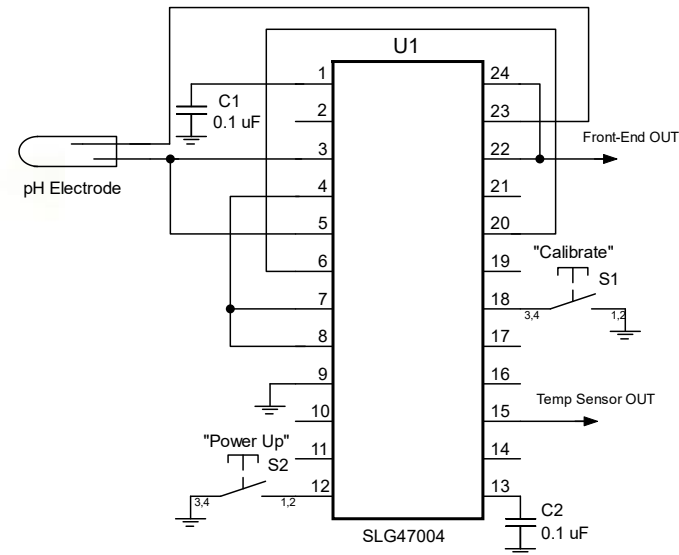 U1
1
24
C1
0.1 uF
2
23
Front-End OUT
3
22
pH Electrode
4
21
5
20
"Calibrate"
6
19
S1
7
18
3,4
1,2
8
17
9
16
Temp Sensor OUT
10
15
"Power Up"
11
14
S2
12
13
3,4
1,2
C2
0.1 uF
SLG47004